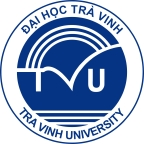 ĐẠI HỌC TRÀ VINH
TVU
TRA VINH UNIVERSITY